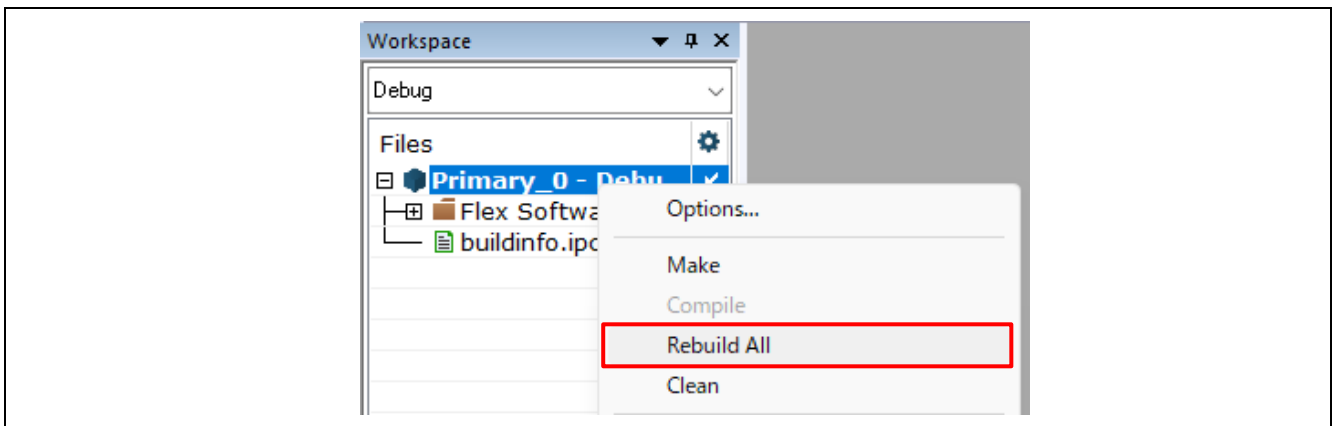 Workspace
Debug
Files
Primary_0 - Debu
Flex Softwa
buildinfo.ipc
Options...
Make
Compile
Rebuild All
Clean